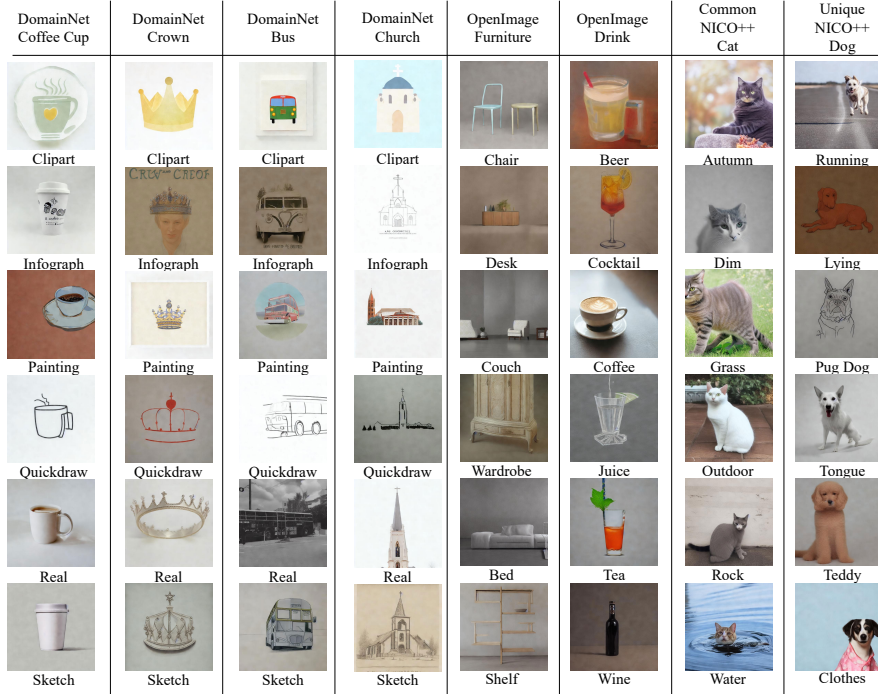 DomainNet
Coffee Cup
DomainNet
Crown
DomainNet
Bus
DomainNet
Church
OpenImage
Furniture
OpenImage
Drink
Common
NICO++
Cat
Unique
NICO++
Dog
Clipart
Clipart
Clipart
Clipart
Chair
Beer
Autumn
Running
Infograph
Infograph
Infograph
Infograph
Desk
Cocktail
Dim
Lying
Painting
Painting
Painting
Painting
Couch
Coffee
Grass
Pug Dog
Quickdraw
Quickdraw
Quickdraw
Quickdraw
Wardrobe
Juice
Outdoor
Tongue
Real
Real
Real
Real
Bed
Tea
Rock
Teddy
Sketch
Sketch
Sketch
Sketch
Shelf
Wine
Water
Clothes